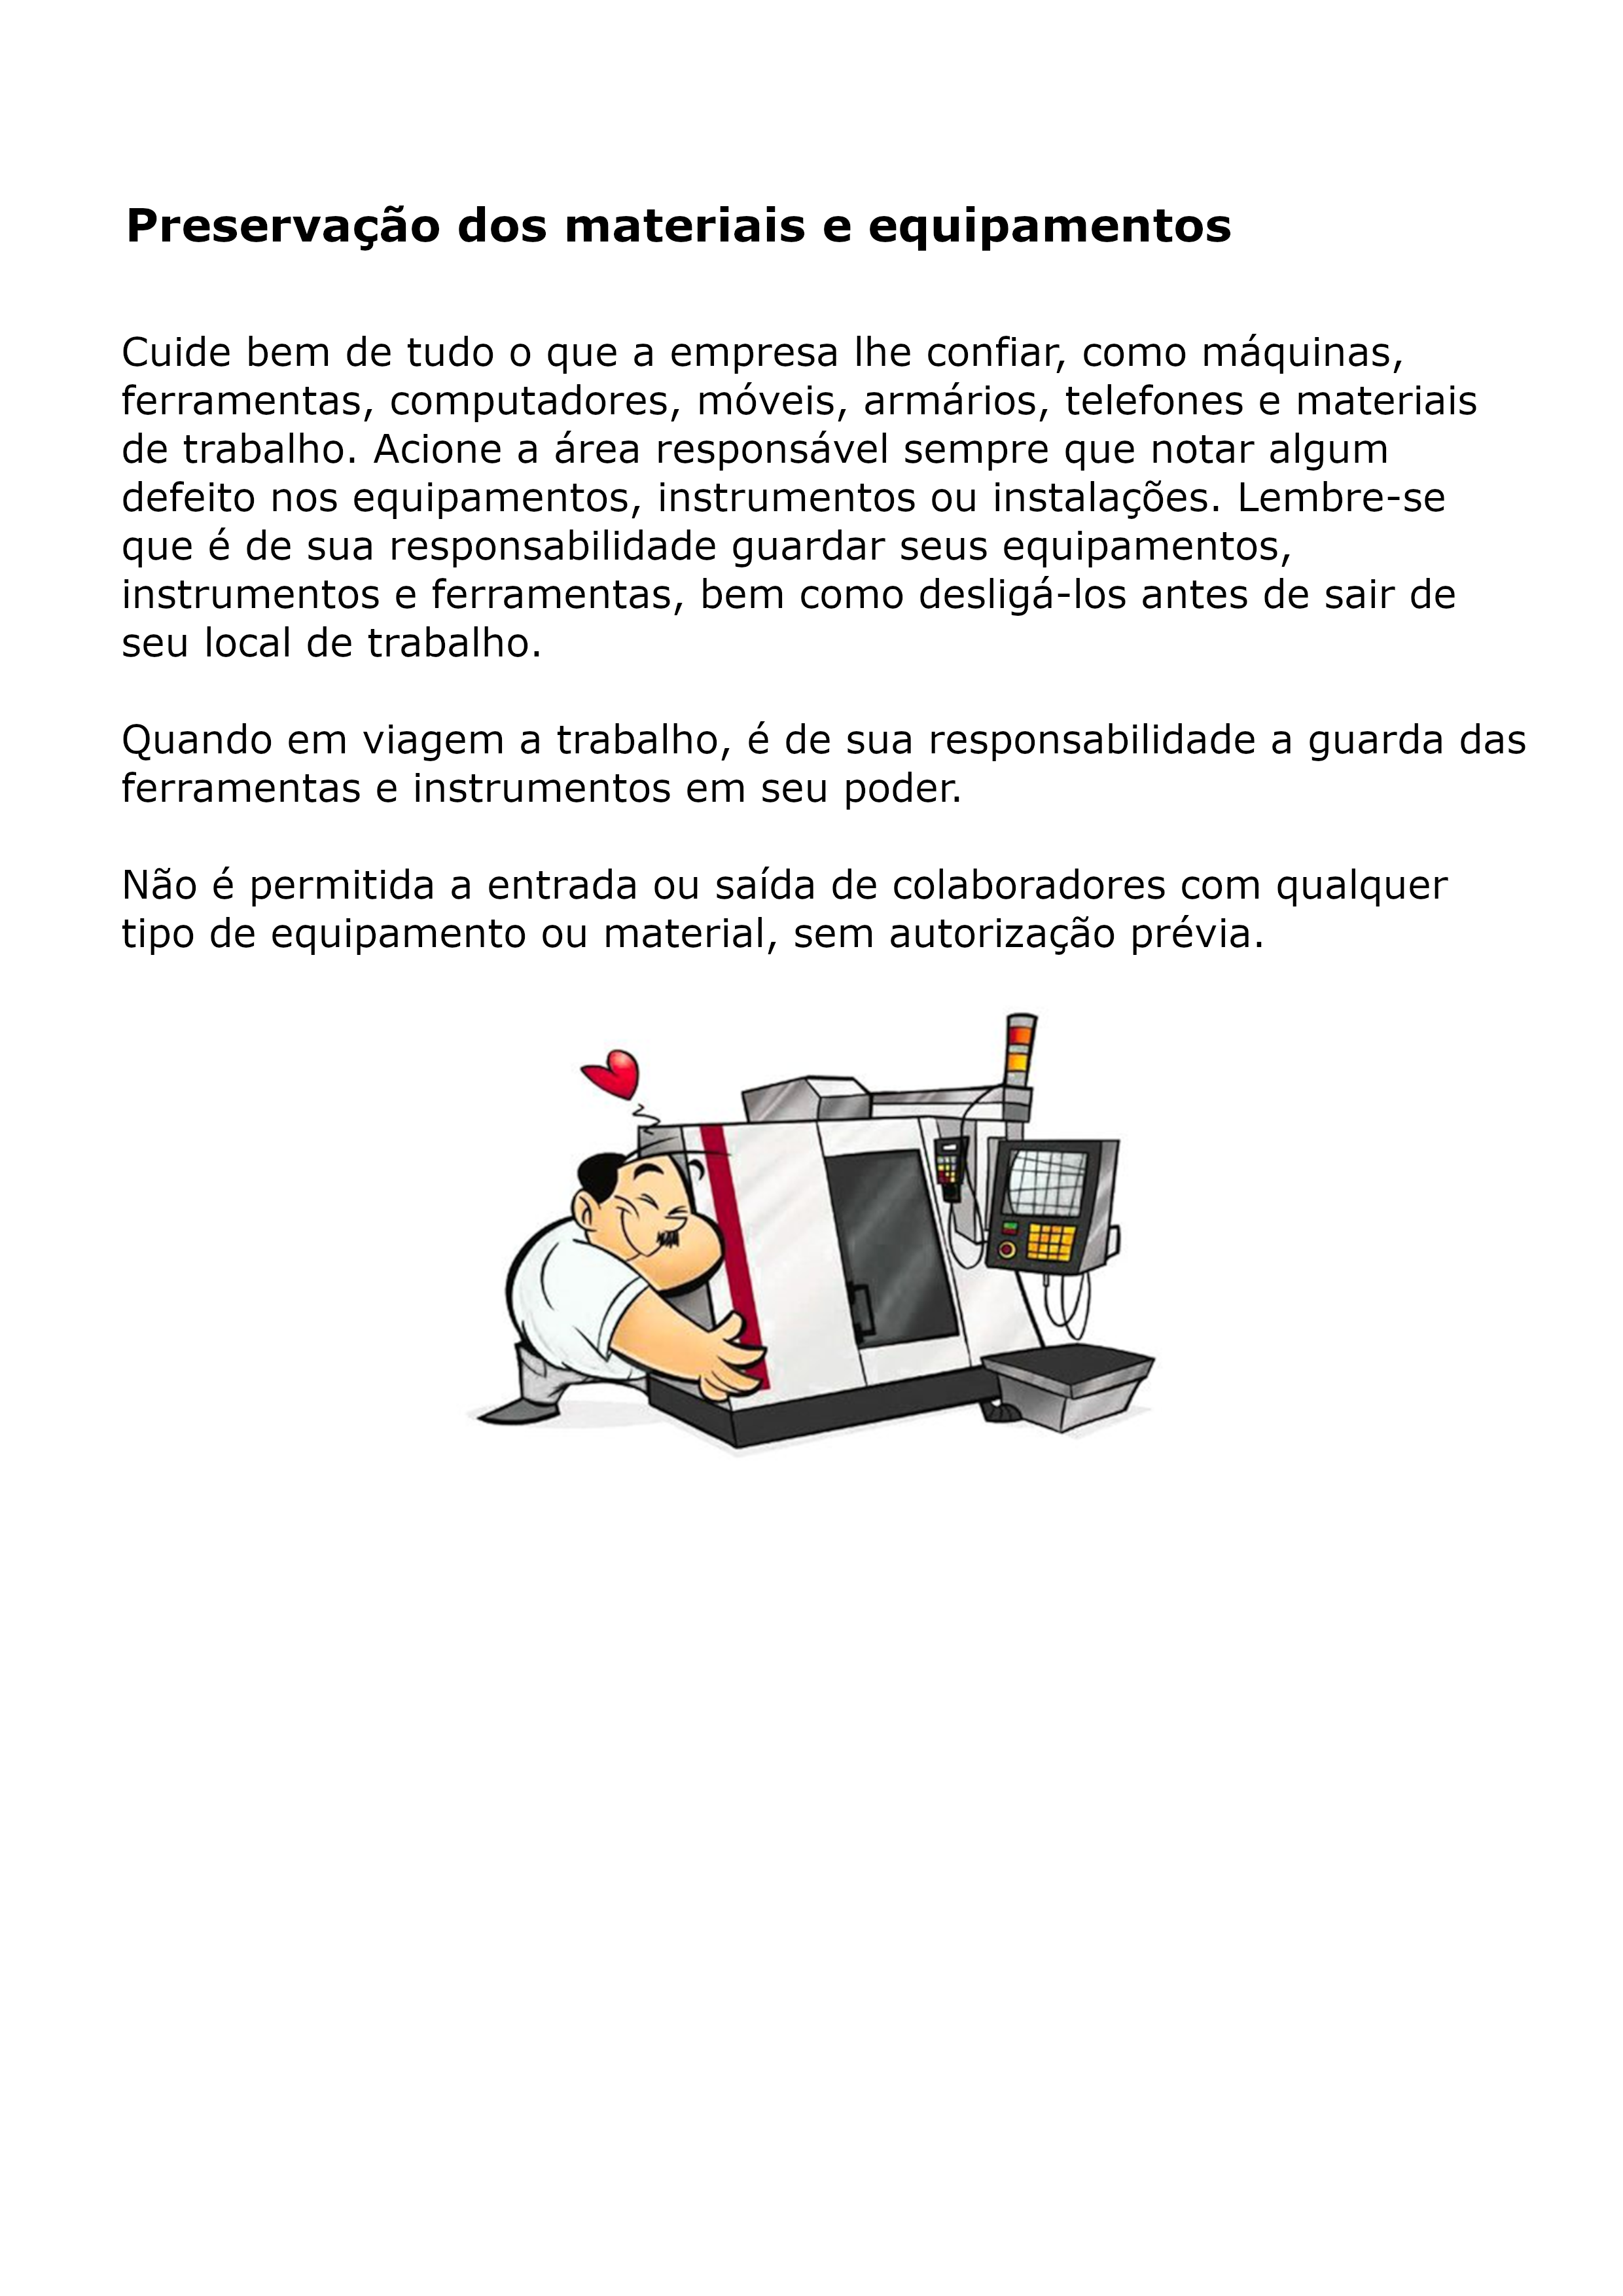 Preservação dos materiais e equipamentos
Cuide bem de tudo o que a empresa lhe confiar, como máquinas,
ferramentas, computadores, móveis, armários, telefones e materiais
de trabalho. Acione a área responsável sempre que notar algum
defeito nos equipamentos, instrumentos ou instalações. Lembre-se
que é de sua responsabilidade guardar seus equipamentos,
instrumentos e ferramentas, bem como desligá-los antes de sair de
seu local de trabalho.
Quando em viagem a trabalho, é de sua responsabilidade a guarda das
ferramentas e instrumentos em seu poder.
Não é permitida a entrada ou saída de colaboradores com qualquer
tipo de equipamento ou material, sem autorização prévia.